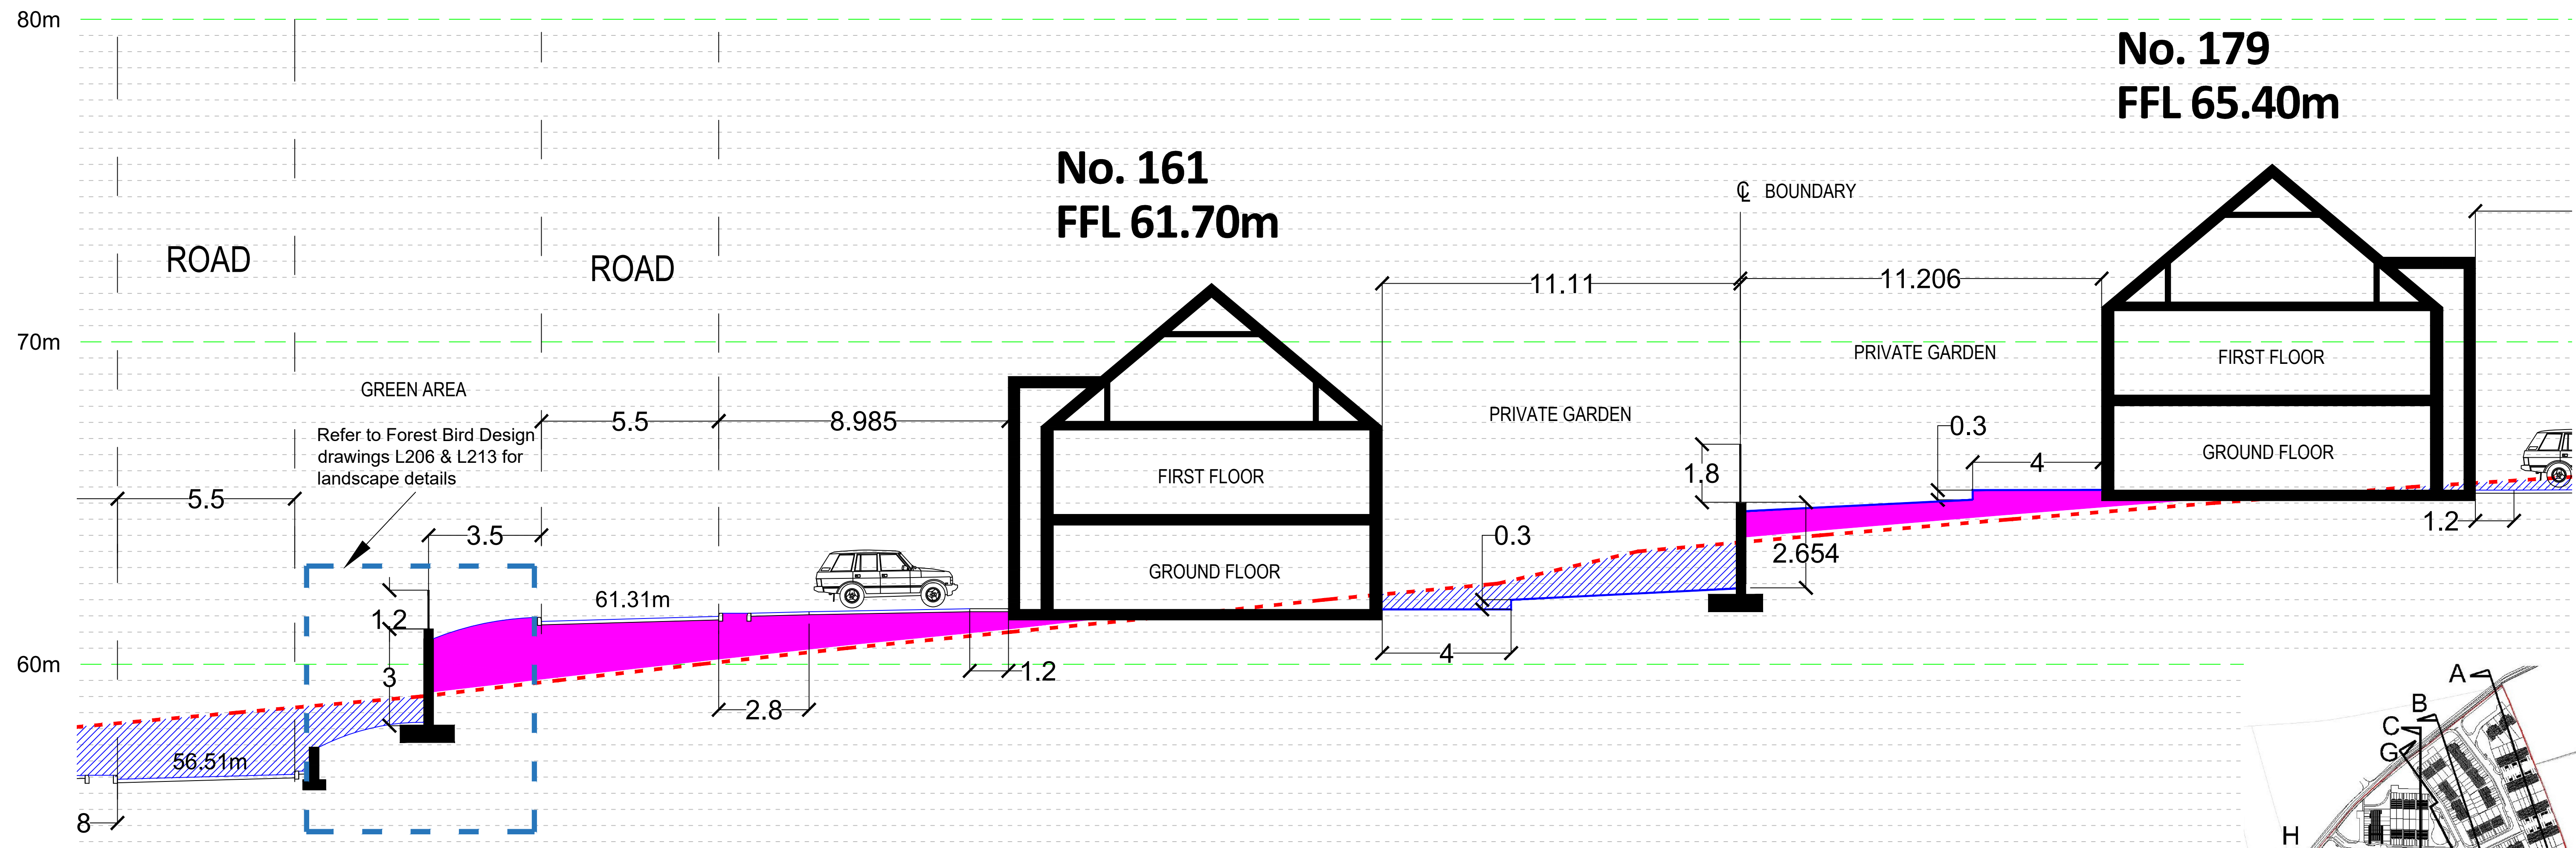 80m
No. 179
FFL 65.40m
No. 161
FFL 61.70m
℄ BOUNDARY
ROAD
ROAD
11.11
11.206
70m
PRIVATE GARDEN
FIRST FLOOR
GREEN AREA
PRIVATE GARDEN
5.5
8.985
0.3
Refer to Forest Bird Design
drawings L206 & L213 for
landscape details
GROUND FLOOR
4
FIRST FLOOR
1.8
5.5
1.2
3.5
0.3
2.654
GROUND FLOOR
61.31m
1.2
60m
3
1.2
4
2.8
56.51m
8
A
B
C
G
H